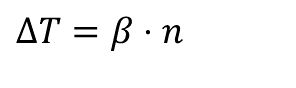 ΔT = β · n